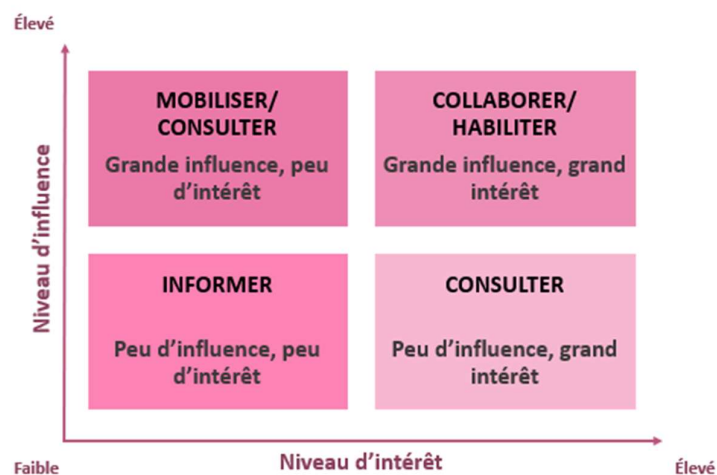 Élevé
Niveau d'influence
MOBILISER/
CONSULTER
Grande influence, peu
d'intérêt
COLLABORER/
HABILITER
Grande influence, grand
intérêt
INFORMER
Peu d'influence, peu
d'intérêt
CONSULTER
Peu d'influence, grand
intérêt
Faible
Niveau d'intérêt
Élevé